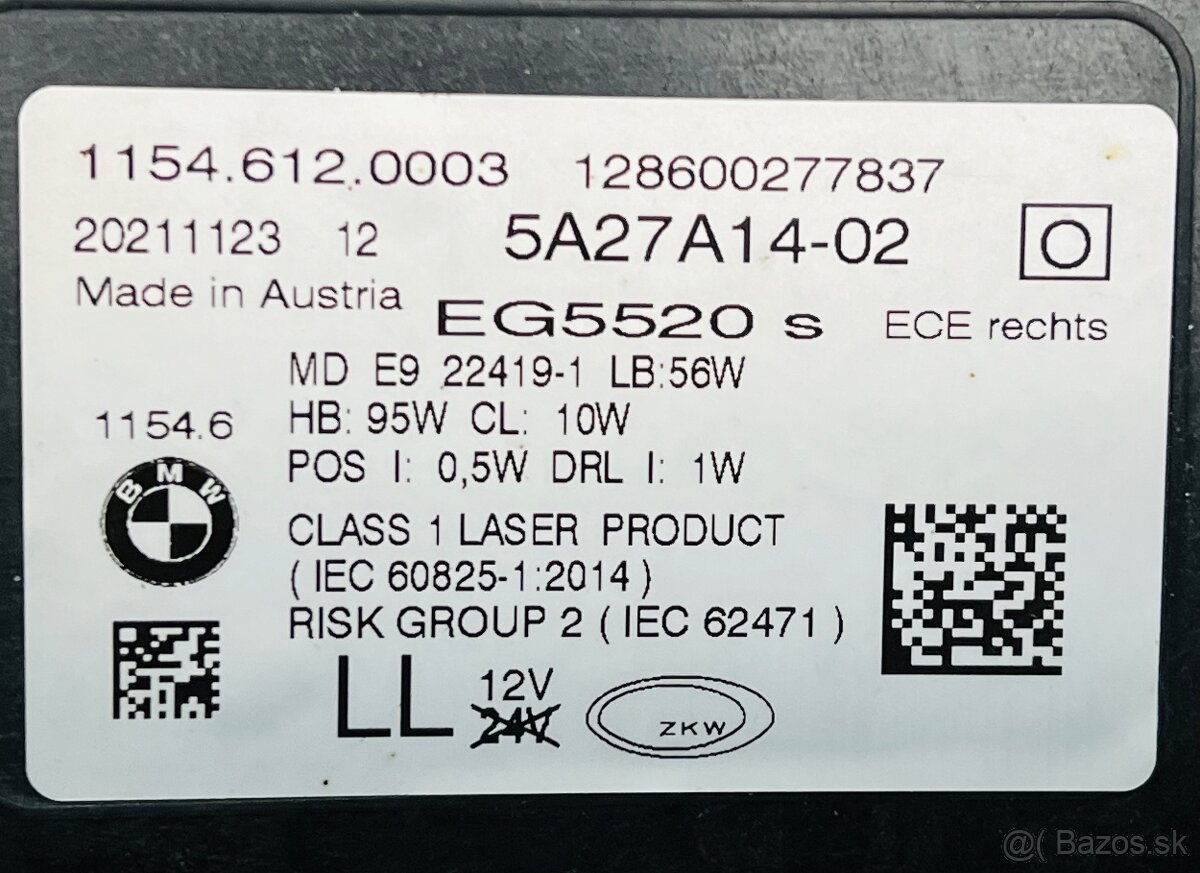 1154.612.0003 128600277837
20211123 12 5A27A14-02
Made in Austria
EG5520 s ECE rechts
MD E9 22419-1 LB:56W
1154.6 HB: 95W CL: 10W
POS I: 0,5W DRL I: 1W
BMW
CLASS 1 LASER PRODUCT
(IEC 60825-1:2014)
RISK GROUP 2 (IEC 62471)
LL 12V
24V
ZKW
@( Bazos.sk